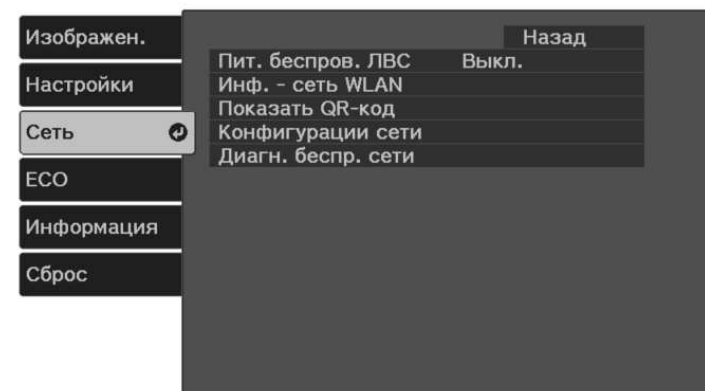 Изображен.
Настройки
Сеть
ECO
Информация
Сброс
Назад
Пит. беспров. ЛВС Выкл.
Инф. - сеть WLAN
Показать QR-код
Конфигурации сети
Диагн. беспр. сети